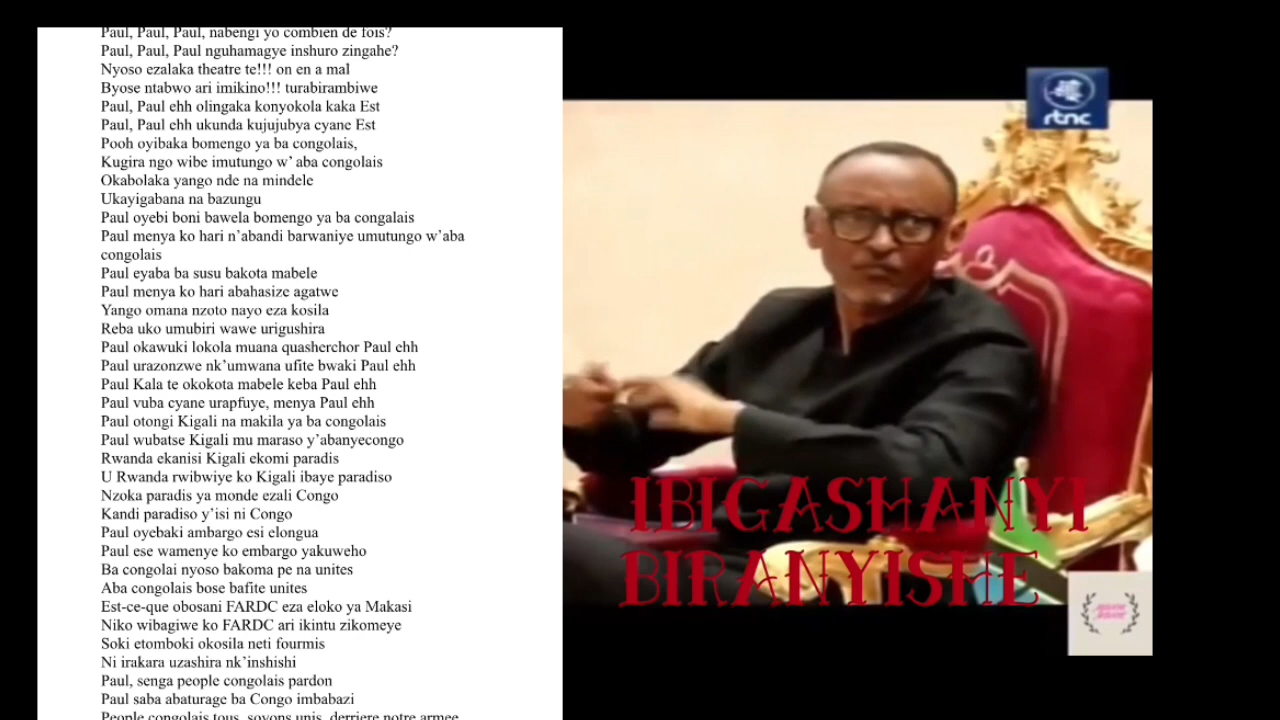 Paul, Paul, Paul, nabengi yo combien de fois?
Paul, Paul, Paul nguhamagye inshuro zingahe?
Nyoso ezalaka theatre te!!! on en a mal
Byose ntabwo ari imikino!!! turabirambiwe
Paul, Paul ehh olingaka konyokola kaka Est
Paul, Paul ehh ukunda kujujubya cyane Est
Pooh oyibaka bomengo ya ba congolais,
Kugira ngo wibe imutungo w’ aba congolais
Okabolaka yango nde na mindele
Ukayigabana na bazungu
Paul oyebi boni bawela bomengo ya ba congalais
Paul menya ko hari n’abandi barwaniye umutungo w’aba
congolais
Paul eyaba ba susu bakota mabele
Paul menya ko hari abahasize agatwe
Yango omana nzoto nayo eza kosila
Reba uko umubiri wawe urigushira
Paul okawuki lokola muana quasherchor Paul ehh
Paul urazonzwe nk’umwana ufite bwaki Paul ehh
Paul Kala te okokota mabele keba Paul ehh
Paul vuba cyane urapfuye, menya Paul ehh
Paul otongi Kigali na makila ya ba congolais
Paul wubatse Kigali mu maraso y’abanyecongo
Rwanda ekanisi Kigali ekomi paradis
U Rwanda rwibwiye ko Kigali ibaye paradiso
Nzoka paradis ya monde ezali Congo
Kandi paradiso y’isi ni Congo
Paul oyebaki ambargo esi elongua
Paul ese wamenye ko embargo yakuweho
Ba congolai nyoso bakoma pe na unites
Aba congolais bose bafite unites
Est-ce-que obosani FARDC eza eloko ya Makasi
Niko wibagiwe ko FARDC ari ikintu zikomeye
Soki etomboki okosila neti fourmis
Ni irakara uzashira nk’inshishi
Paul, senga people congolais pardon
Paul saba abaturage ba Congo imbabazi
People congolais tous, soyons unis, derriere notre armee
rtnc
IBIGASHANYI
BIRANYISHE